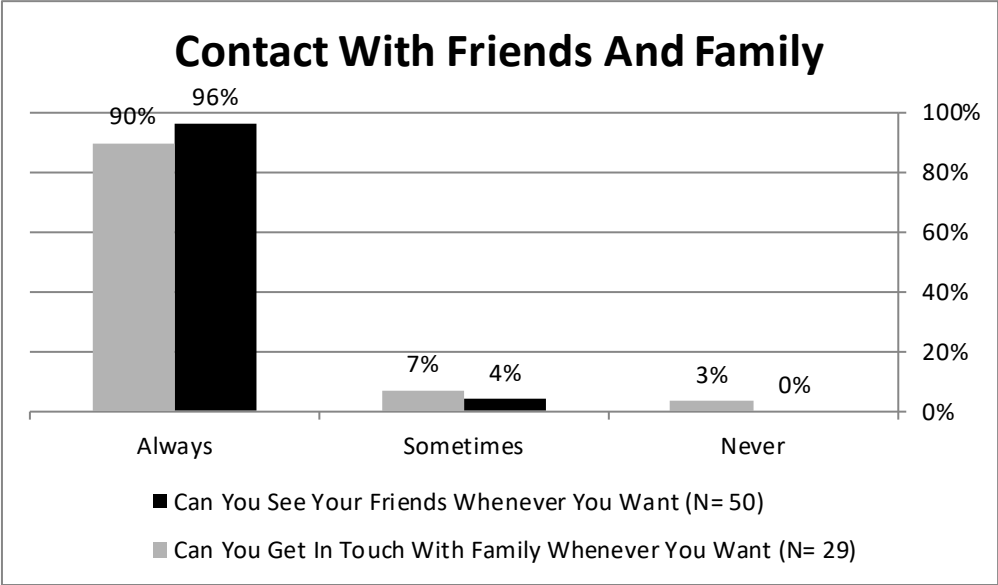 Contact With Friends And Family
96%
90%
100%
80%
60%
40%
7%
4%
3%
0%
20%
0%
Always
Sometimes
Never
Can You See Your Friends Whenever You Want (N= 50)
Can You Get In Touch With Family Whenever You Want (N= 29)